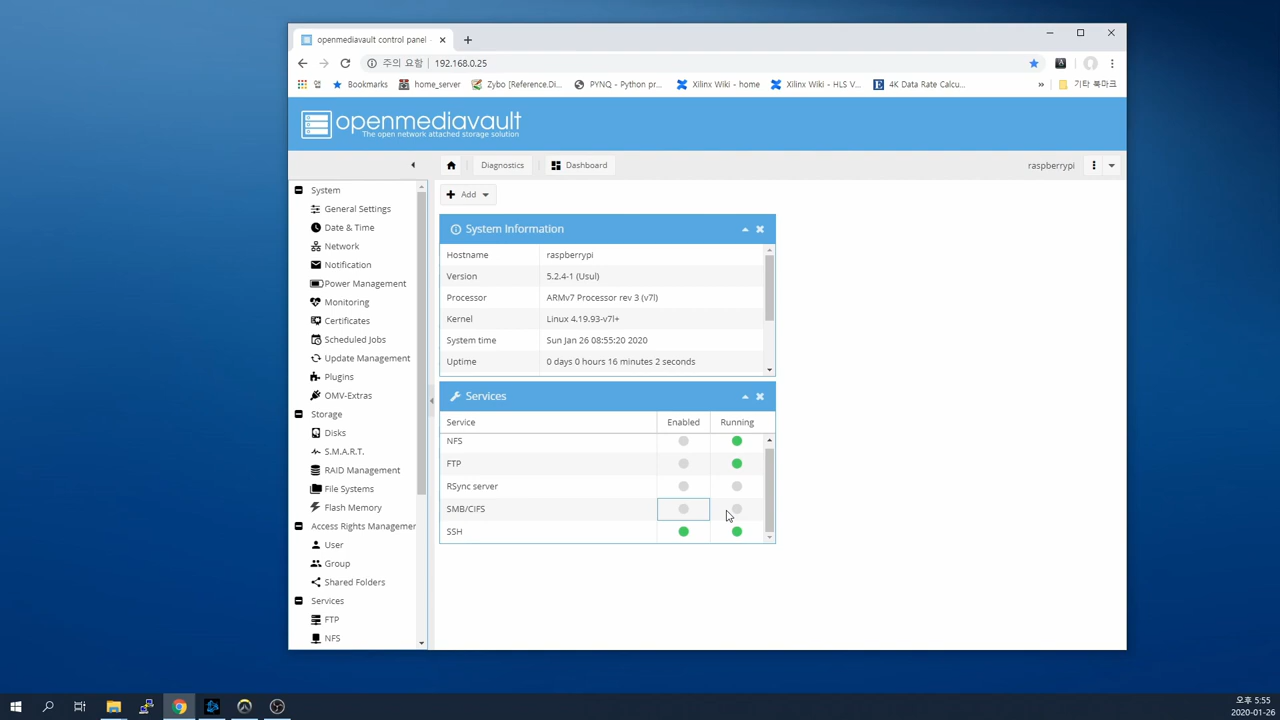 openmediavault control panel -
주의 요함
192.168.0.25
앱
Bookmarks
home_server
Zybo [Reference.Di...
PYNQ - Python pr...
Xilinx Wiki - home
Xilinx Wiki - HLS V...
4K Data Rate Calcu...
»
기타 북마크
openmediavault
The open network attached storage solution
Diagnostics
Dashboard
raspberrypi
System
General Settings
Date & Time
Network
Notification
Power Management
Monitoring
Certificates
Scheduled Jobs
Update Management
Plugins
OMV-Extras
Storage
Disks
S.M.A.R.T.
RAID Management
File Systems
Flash Memory
Access Rights Managemer
User
Group
Shared Folders
Services
FTP
NFS
Add
System Information
Hostname raspberrypi
Version 5.2.4-1 (Usul)
Processor ARMv7 Processor rev 3 (v7l)
Kernel Linux 4.19.93-v7l+
System time Sun Jan 26 08:55:20 2020
Uptime 0 days 0 hours 16 minutes 2 seconds
Services
Service Enabled Running
NFS
FTP
RSync server
SMB/CIFS
SSH
오후 5:55
2020-01-26